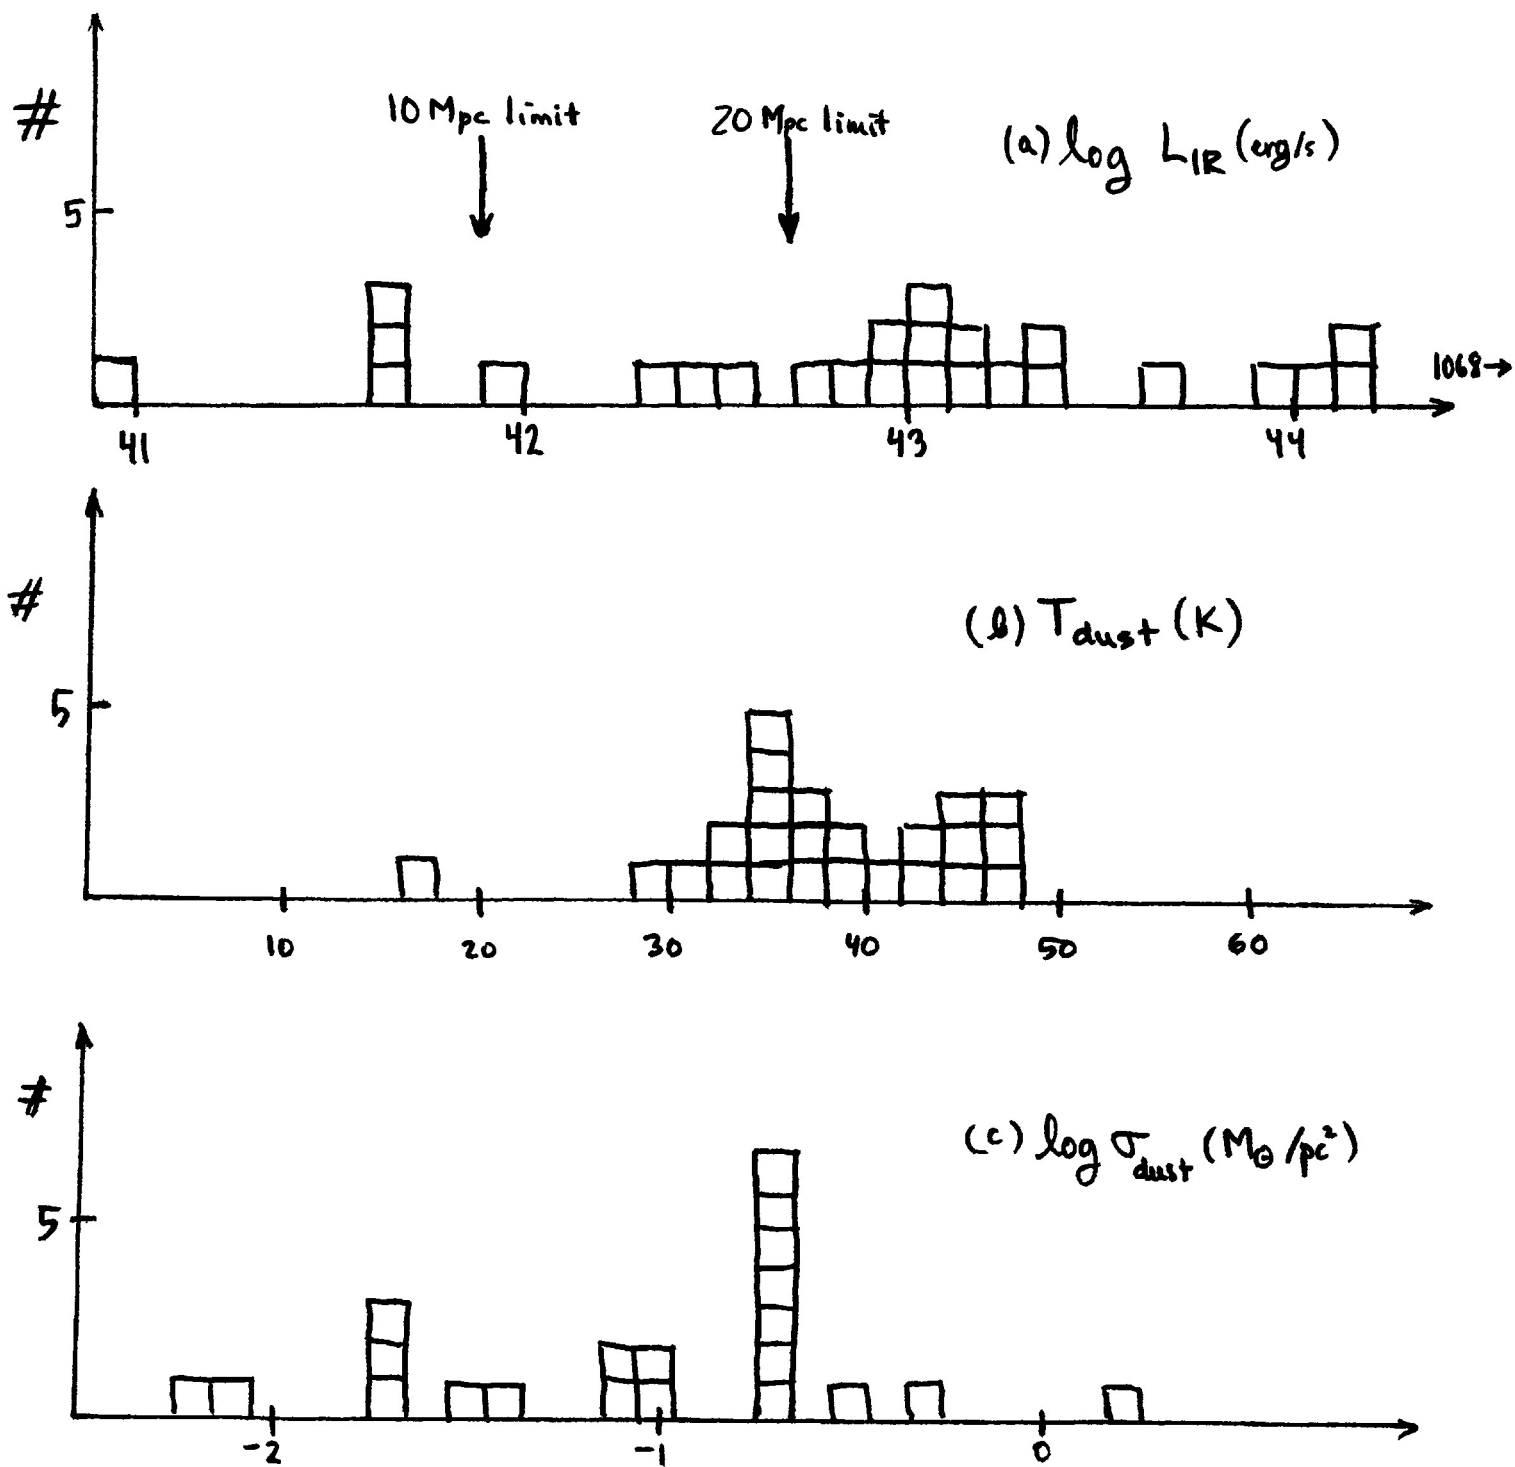 #
10 Mpc limit
20 Mpc limit
(a) log L_IR (erg/s)
5
1068→
41 42 43 44
#
(b) T_dust (K)
5
10 20 30 40 50 60
#
(c) log σ_dust (M⊙/pc²)
5
-2 -1 0